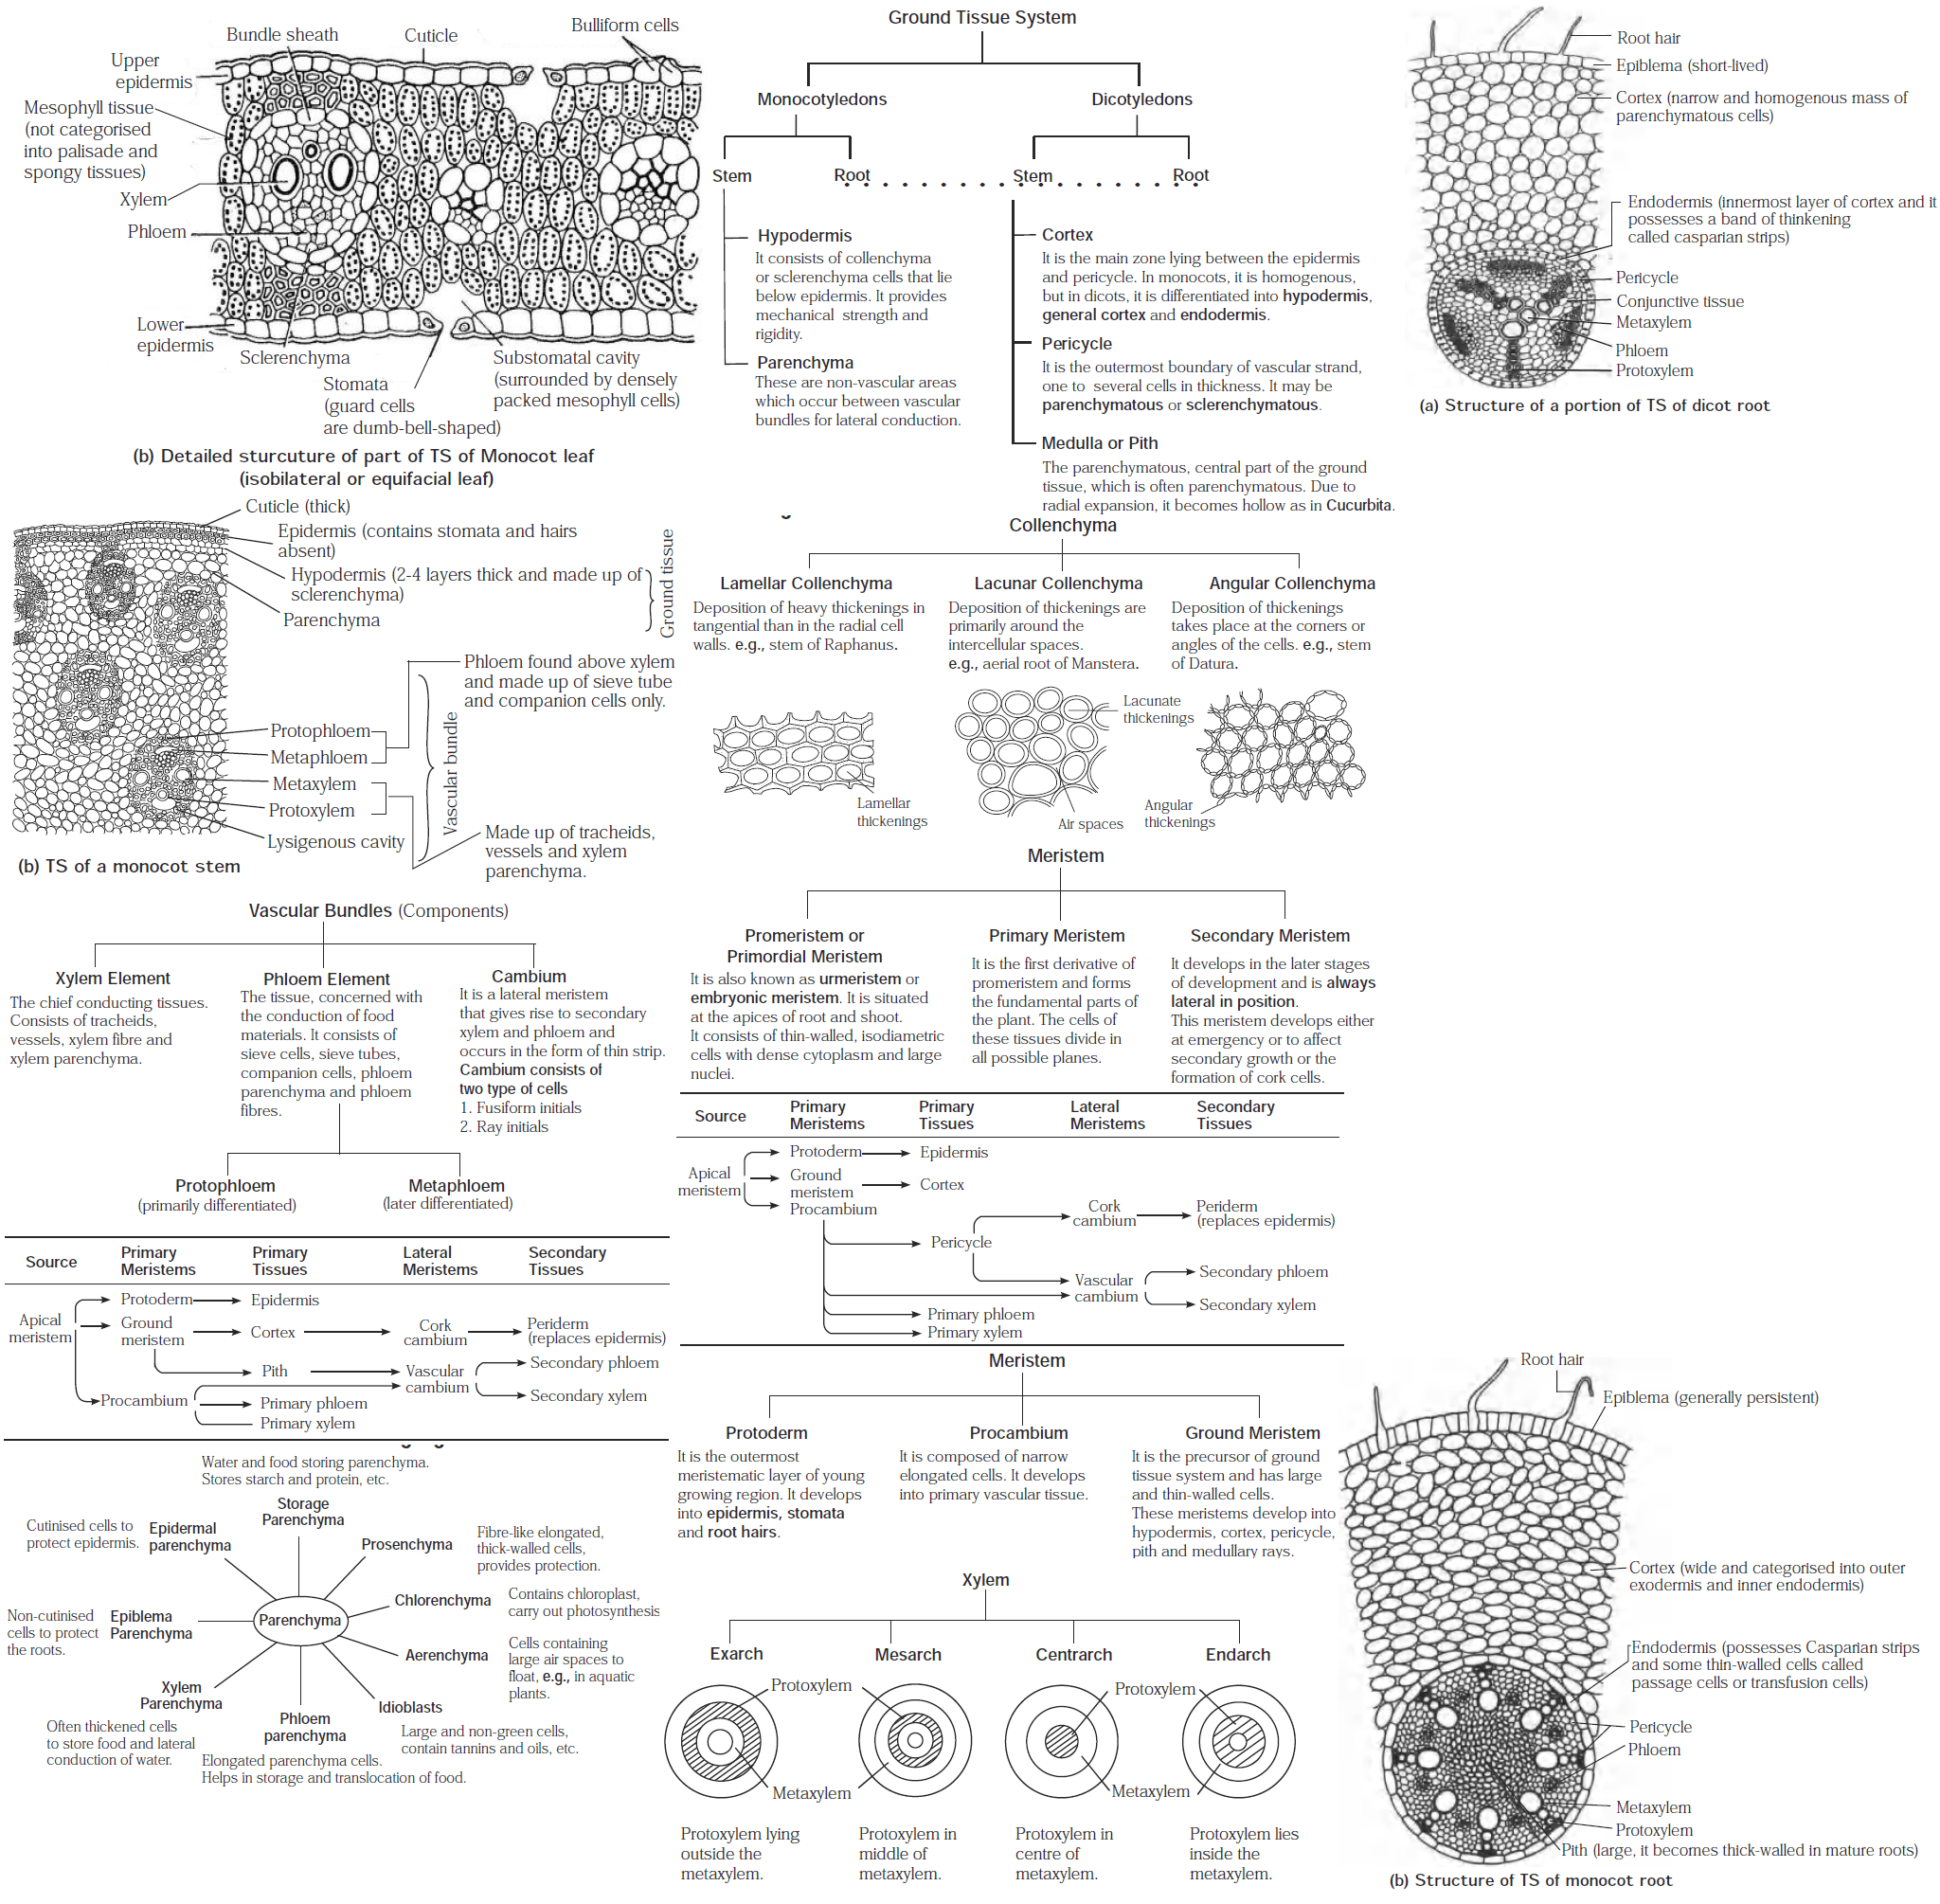 Bundle sheath
Cuticle
Bulliform cells
Upper
epidermis
Mesophyll tissue
(not categorised
into palisade and
spongy tissues)
Xylem
Phloem
Lower
epidermis
Sclerenchyma
Stomata
(guard cells
are dumb-bell-shaped)
Substomatal cavity
(surrounded by densely
packed mesophyll cells)
(b) Detailed sturcuture of part of TS of Monocot leaf
(isobilateral or equifacial leaf)
Ground Tissue System
Monocotyledons
Dicotyledons
Stem
Root
Stem
Root
Hypodermis
It consists of collenchyma
or sclerenchyma cells that lie
below epidermis. It provides
mechanical strength and
rigidity.
Parenchyma
These are non-vascular areas
which occur between vascular
bundles for lateral conduction.
Cortex
It is the main zone lying between the epidermis
and pericycle. In monocots, it is homogenous,
but in dicots, it is differentiated into hypodermis,
general cortex and endodermis.
Pericycle
It is the outermost boundary of vascular strand,
one to several cells in thickness. It may be
parenchymatous or sclerenchymatous.
Medulla or Pith
The parenchymatous, central part of the ground
tissue, which is often parenchymatous. Due to
radial expansion, it becomes hollow as in Cucurbita.
Root hair
Epiblema (short-lived)
Cortex (narrow and homogenous mass of
parenchymatous cells)
Endodermis (innermost layer of cortex and it
possesses a band of thinkening
called casparian strips)
Pericycle
Conjunctive tissue
Metaxylem
Phloem
Protoxylem
(a) Structure of a portion of TS of dicot root
Cuticle (thick)
Epidermis (contains stomata and hairs
absent)
Hypodermis (2-4 layers thick and made up of
sclerenchyma)
Parenchyma
Ground tissue
Phloem found above xylem
and made up of sieve tube
and companion cells only.
Protophloem
Metaphloem
Metaxylem
Protoxylem
Lysigenous cavity
Vascular bundle
Made up of tracheids,
vessels and xylem
parenchyma.
(b) TS of a monocot stem
Collenchyma
Lamellar Collenchyma
Deposition of heavy thickenings in
tangential than in the radial cell
walls. e.g., stem of Raphanus.
Lacunar Collenchyma
Deposition of thickenings are
primarily around the
intercellular spaces.
e.g., aerial root of Manstera.
Angular Collenchyma
Deposition of thickenings
takes place at the corners or
angles of the cells. e.g., stem
of Datura.
Lamellar
thickenings
Lacunate
thickenings
Air spaces
Angular
thickenings
Vascular Bundles (Components)
Xylem Element
The chief conducting tissues.
Consists of tracheids,
vessels, xylem fibre and
xylem parenchyma.
Phloem Element
The tissue, concerned with
the conduction of food
materials. It consists of
sieve cells, sieve tubes,
companion cells, phloem
parenchyma and phloem
fibres.
Cambium
It is a lateral meristem
that gives rise to secondary
xylem and phloem and
occurs in the form of thin strip.
Cambium consists of
two type of cells
1. Fusiform initials
2. Ray initials
Protophloem
(primarily differentiated)
Metaphloem
(later differentiated)
Meristem
Promeristem or
Primordial Meristem
It is also known as urmeristem or
embryonic meristem. It is situated
at the apices of root and shoot.
It consists of thin-walled, isodiametric
cells with dense cytoplasm and large
nuclei.
Primary Meristem
It is the first derivative of
promeristem and forms
the fundamental parts of
the plant. The cells of
these tissues divide in
all possible planes.
Secondary Meristem
It develops in the later stages
of development and is always
lateral in position.
This meristem develops either
at emergency or to affect
secondary growth or the
formation of cork cells.
Source
Primary
Meristems
Primary
Tissues
Lateral
Meristems
Secondary
Tissues
Apical
meristem
Protoderm
Epidermis
Ground
meristem
Cortex
Procambium
Pericycle
Cork
cambium
Periderm
(replaces epidermis)
Vascular
cambium
Secondary phloem
Secondary xylem
Primary phloem
Primary xylem
Source
Primary
Meristems
Primary
Tissues
Lateral
Meristems
Secondary
Tissues
Apical
meristem
Protoderm
Epidermis
Ground
meristem
Cortex
Cork
cambium
Periderm
(replaces epidermis)
Pith
Vascular
cambium
Secondary phloem
Secondary xylem
Procambium
Primary phloem
Primary xylem
Water and food storing parenchyma.
Stores starch and protein, etc.
Storage
Parenchyma
Cutinised cells to
protect epidermis.
Epidermal
parenchyma
Prosenchyma
Fibre-like elongated,
thick-walled cells,
provides protection.
Chlorenchyma
Contains chloroplast,
carry out photosynthesis
Non-cutinised
cells to protect
the roots.
Epiblema
Parenchyma
Parenchyma
Aerenchyma
Cells containing
large air spaces to
float, e.g., in aquatic
plants.
Xylem
Parenchyma
Often thickened cells
to store food and lateral
conduction of water.
Phloem
parenchyma
Elongated parenchyma cells.
Helps in storage and translocation of food.
Idioblasts
Large and non-green cells,
contain tannins and oils, etc.
Meristem
Protoderm
It is the outermost
meristematic layer of young
growing region. It develops
into epidermis, stomata
and root hairs.
Procambium
It is composed of narrow
elongated cells. It develops
into primary vascular tissue.
Ground Meristem
It is the precursor of ground
tissue system and has large
and thin-walled cells.
These meristems develop into
hypodermis, cortex, pericycle,
pith and medullary rays.
Xylem
Exarch
Mesarch
Centrarch
Endarch
Protoxylem
Protoxylem
Metaxylem
Metaxylem
Protoxylem lying
outside the
metaxylem.
Protoxylem in
middle of
metaxylem.
Protoxylem in
centre of
metaxylem.
Protoxylem lies
inside the
metaxylem.
Root hair
Epiblema (generally persistent)
Cortex (wide and categorised into outer
exodermis and inner endodermis)
Endodermis (possesses Casparian strips
and some thin-walled cells called
passage cells or transfusion cells)
Pericycle
Phloem
Metaxylem
Protoxylem
Pith (large, it becomes thick-walled in mature roots)
(b) Structure of TS of monocot root